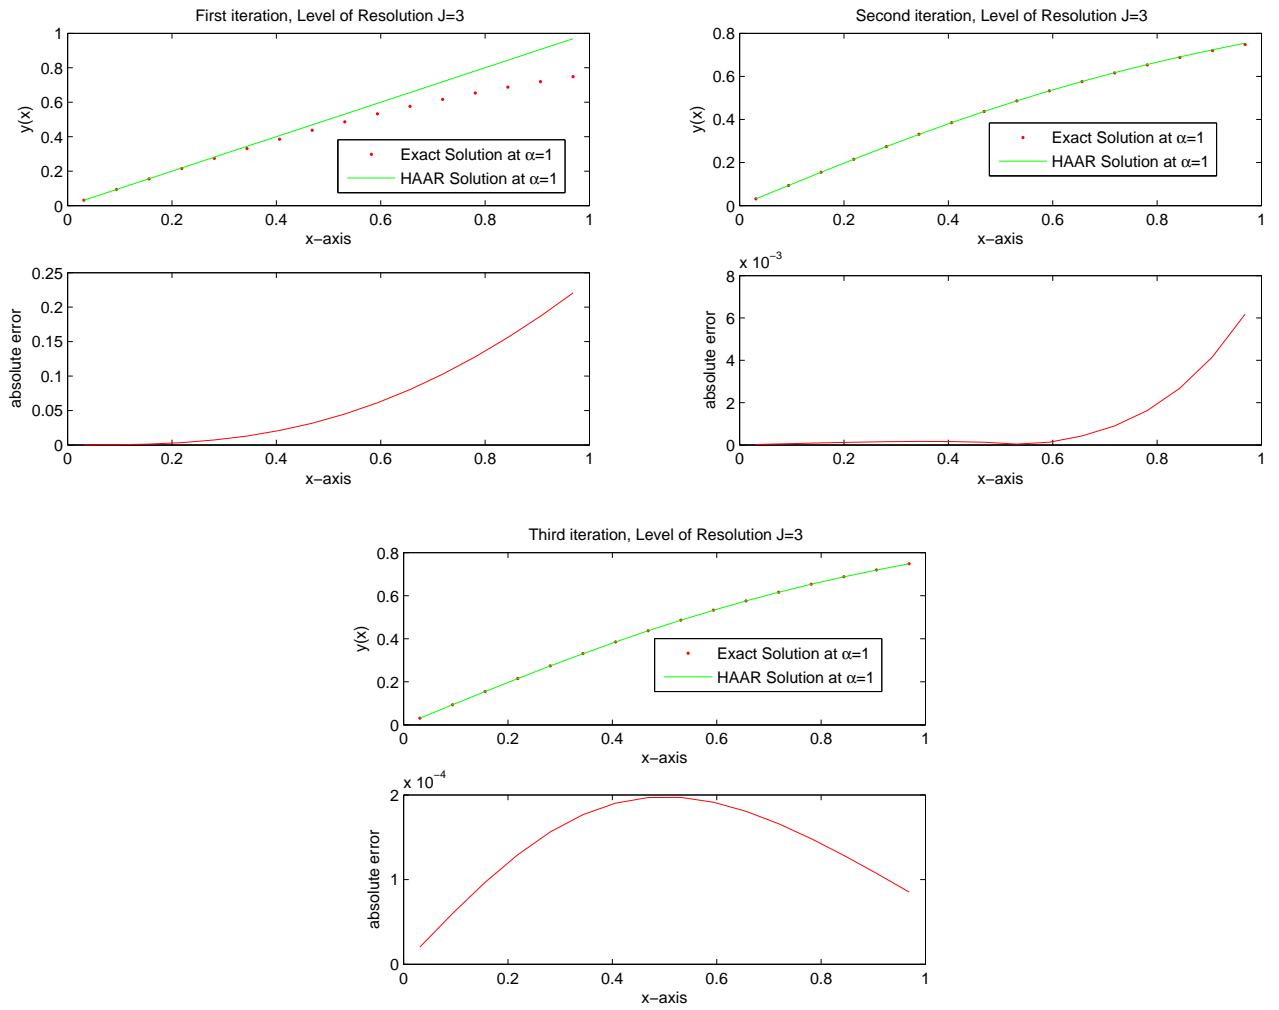 First iteration, Level of Resolution J=3
1
0.8
0.6
0.4
0.2
0
y(x)
Exact Solution at α=1
HAAR Solution at α=1
0 0.2 0.4 0.6 0.8 1
x−axis
0.25
0.2
0.15
0.1
0.05
0
absolute error
0 0.2 0.4 0.6 0.8 1
x−axis
Second iteration, Level of Resolution J=3
0.8
0.6
0.4
0.2
0
y(x)
Exact Solution at α=1
HAAR Solution at α=1
0 0.2 0.4 0.6 0.8 1
x−axis
x 10⁻³
8
6
4
2
0
absolute error
0 0.2 0.4 0.6 0.8 1
x−axis
Third iteration, Level of Resolution J=3
0.8
0.6
0.4
0.2
0
y(x)
Exact Solution at α=1
HAAR Solution at α=1
0 0.2 0.4 0.6 0.8 1
x−axis
x 10⁻⁴
2
1
0
absolute error
0 0.2 0.4 0.6 0.8 1
x−axis